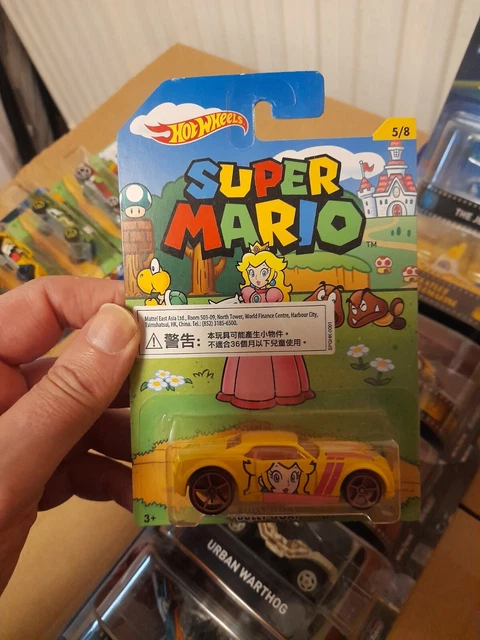 HOT WHEELS
5/8
SUPER
MARIO
TM
Mattel East Asia Ltd., Room 503-09, North Tower, World Finance Centre, Harbour City,
Tsimshatsui, HK, China. Tel.: (852) 3185-6500.
警告:
本玩具可能產生小物件。
不適合36個月以下兒童使用。
3+
URBAN WARTHOG
THE